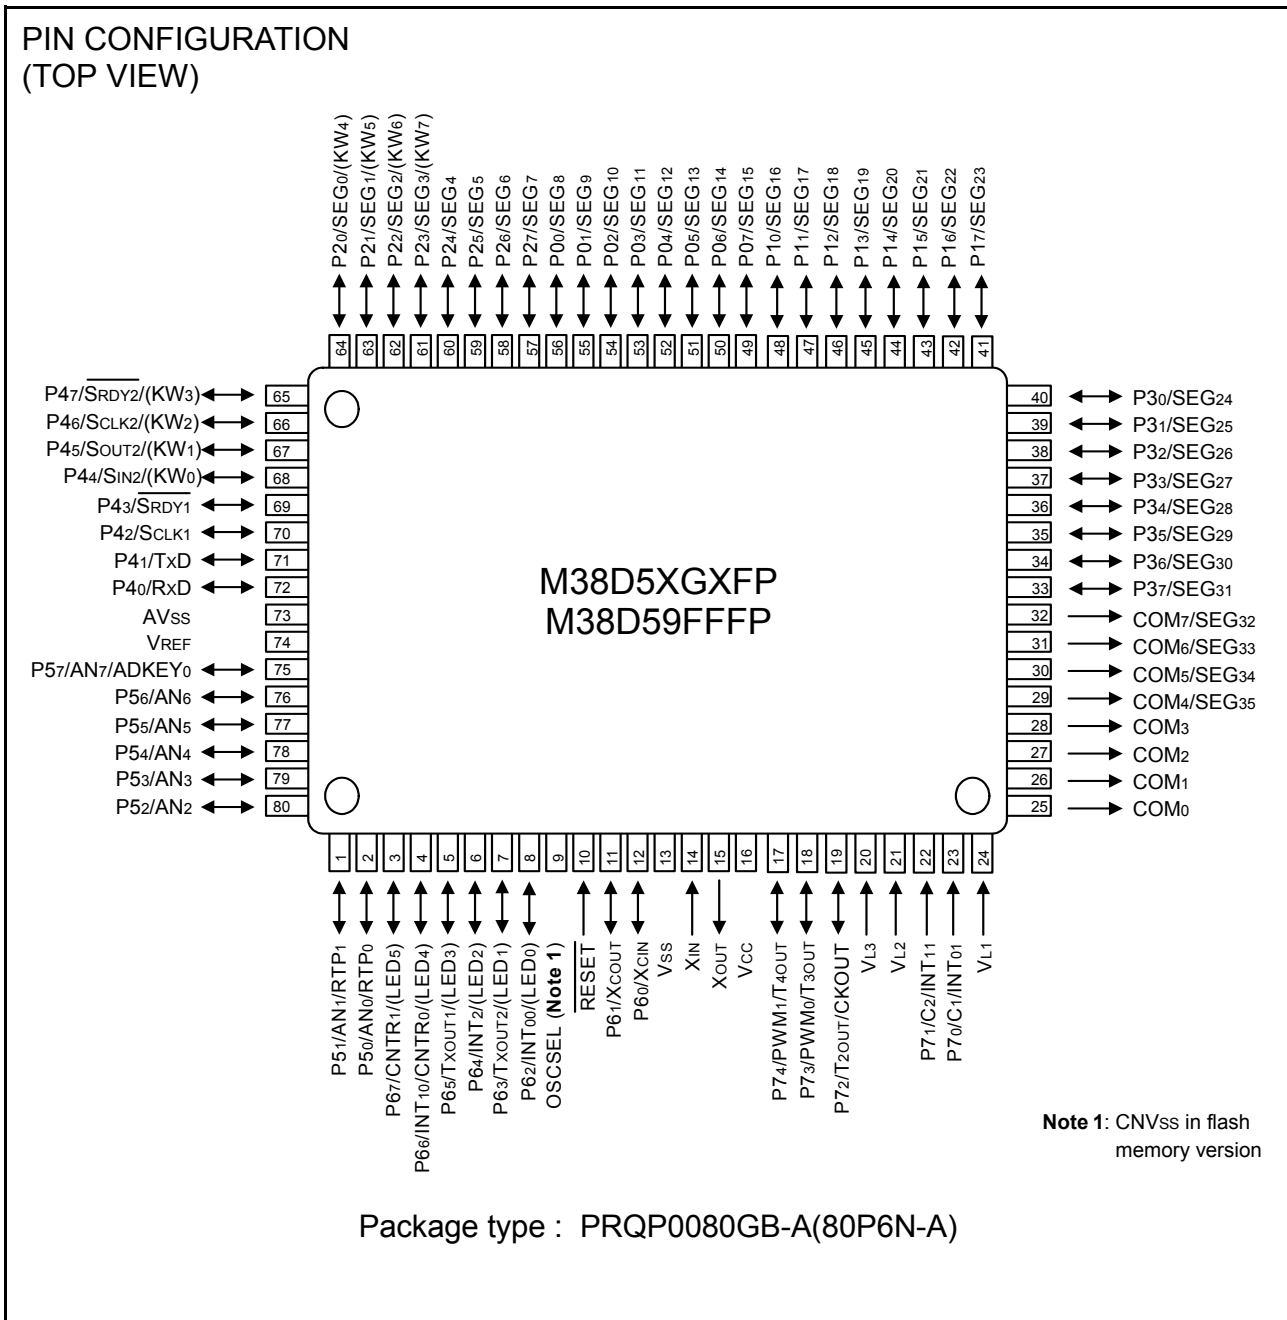 PIN CONFIGURATION
(TOP VIEW)
P20/SEG0/(KW4)
P21/SEG1/(KW5)
P22/SEG2/(KW6)
P23/SEG3/(KW7)
P24/SEG4
P25/SEG5
P26/SEG6
P27/SEG7
P00/SEG8
P01/SEG9
P02/SEG10
P03/SEG11
P04/SEG12
P05/SEG13
P06/SEG14
P07/SEG15
P10/SEG16
P11/SEG17
P12/SEG18
P13/SEG19
P14/SEG20
P15/SEG21
P16/SEG22
P17/SEG23
64 63 62 61 60 59 58 57 56 55 54 53 52 51 50 49 48 47 46 45 44 43 42 41
P47/SRDY2/(KW3) 65
P46/SCLK2/(KW2) 66
P45/SOUT2/(KW1) 67
P44/SIN2/(KW0) 68
P43/SRDY1 69
P42/SCLK1 70
P41/TxD 71
P40/RxD 72
AVSS 73
VREF 74
P57/AN7/ADKEY0 75
P56/AN6 76
P55/AN5 77
P54/AN4 78
P53/AN3 79
P52/AN2 80
M38D5XGXFP
M38D59FFFP
40 P30/SEG24
39 P31/SEG25
38 P32/SEG26
37 P33/SEG27
36 P34/SEG28
35 P35/SEG29
34 P36/SEG30
33 P37/SEG31
32 COM7/SEG32
31 COM6/SEG33
30 COM5/SEG34
29 COM4/SEG35
28 COM3
27 COM2
26 COM1
25 COM0
1 2 3 4 5 6 7 8 9 10 11 12 13 14 15 16 17 18 19 20 21 22 23 24
P51/AN1/RTP1
P50/AN0/RTP0
P67/CNTR1/(LED5)
P66/INT10/CNTR0/(LED4)
P65/TXOUT1/(LED3)
P64/INT2/(LED2)
P63/TXOUT2/(LED1)
P62/INT00/(LED0)
OSCSEL (Note 1)
RESET
P61/XCOUT
P60/XCIN
VSS
XIN
XOUT
VCC
P74/PWM1/T4OUT
P73/PWM0/T3OUT
P72/T2OUT/CKOUT
VL3
VL2
P71/C2/INT11
P70/C1/INT01
VL1
Note 1: CNVSS in flash
memory version
Package type : PRQP0080GB-A(80P6N-A)